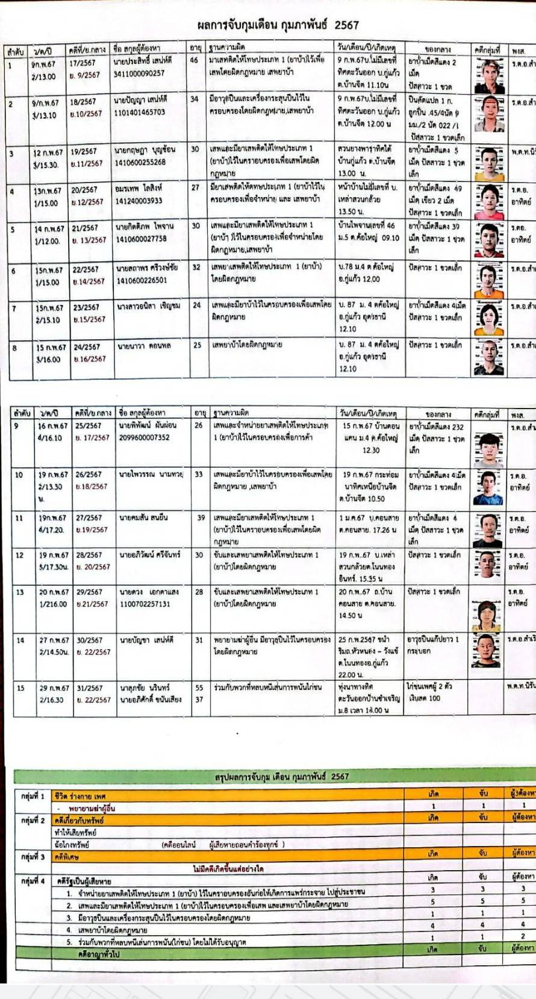 ผลการจับกุมเดือน กุมภาพันธ์ 2567
ลำดับ ว/ด/ป คดีที่/ย.กลาง ชื่อ สกุลผู้ต้องหา อายุ ฐานความผิด วัน/เดือน/ปี/เกิดเหตุ ของกลาง คดีกลุ่มที่ พงส.
1 9ก.พ.67 17/2567 นายประสิทธิ์ เสน่ห์ดี 46 มาเสพติดให้โทษประเภท 1 (ยาบ้า)ไว้เพื่อ 9 ก.พ.67บ.ไม่มีเลขที่ ยาบ้าเม็ดสีแดง 2 ร.ต.อ.สำ
2/13.00 ย. 9/2567 3411000090257 เสพโดยผิดกฎหมาย เสพยาบ้า ทิศตะวันออก บ.กู่แก้ว เม็ด
ต.บ้านจีต 11.10น ปัสสาวะ 1 ขวด
2 9/ก.พ.67 18/2567 นายปัญญา เสน่ห์ดี 34 มีอาวุธปืนและเครื่องกระสุนปืนไว้ใน 9 ก.พ.67บ.ไม่มีเลขที่ ปืนดัดแปล 1 ก. ร.ต.อ.สำ
3/13.10 ย.10/2567 1101401465703 ครอบครองโดยผิดกฎหมาย,เสพยาบ้า ทิศตะวันออก บ.กู่แก้ว ลูกปืน .45/4นัด 9
ต.บ้านจีต 12.00 น มม./2 นัด 022 /1
ปัสสาวะ 1 ขวดเล็ก
3 12 ก.พ.67 19/2567 นายกฤษฎา บุญซ้อน 30 เสพและมียาเสพติดให้โทษประเภท 1 สวนยางพาราทิศใต้ ยาบ้าเม็ดสีแดง 5 พ.ต.ท.นิรั
3/15.30. ย.11/2567 1410600255268 (ยาบ้า)ไว้ในคราอบครองเพื่อเสพโดยผิด บ้านกู่แก้ว ต.บ้านจีต เม็ด ปัสสาวะ 1 ขวด
กฎหมาย 13.00 น. เล็ก
4 13ก.พ.67 20/2567 อมรเทพ โลสิงห์ 27 มียาเสพติดให้ดทษประเภท 1 (ยาบ้าไว้ใน หน้าบ้านไม่มีเลขที่ บ. ยาบ้าเม็ดสีแดง 49 ร.ต.อ.
1/15.00 ย.12/2567 141240003933 ครอบครองเพื่อจำหน่าย และ เสพยาบ้า เหล่าสวนกล้วย เม็ด เขียว 2 เม็ด อาทิตย์
13.50 น. ปัสสาวะ 1 ขวดเล็ก
5 14 ก.พ.67 21/2567 นายกิตติภพ ไพจาน 30 เสพและมียาเสพติดให้โทษประเภท 1 บ้านไพจานเลขที่ 46 ยาบ้าเม็ดสีแดง 39 ร.ตอ.
1/12.00. ย. 13/2567 1410600027758 (ยาบ้า )ไว้ในครอบครองเพื่อจำหน่ายโดย ม.5 ต.ค้อใหญ่ 09.10 เม็ด ปัสสาวะ 1 ขวด อาทิตย์
ผิดกฎหมาย,เสพยาบ้า เล็ก
6 15ก.พ.67 22/2567 นายสถาพร ศรีวงษ์ชัย 32 เสพยาเสพติดให้โทษประเภท 1 (ยาบ้า) บ.78 ม.4 ต ค้อใหญ่ ปัสสาวะ 1 ขวดเล็ก ร.ต.อ.สำ
1/15.00 ย.14/2567 1410600226501 โดยผิดกฎหมาย อ.กู่แก้ว 12.00
7 15ก.พ.67 23/2567 นางสาวอนิสา เชิญชม 24 เสพและมียาบ้าไว้ในครอบครองเพื่อเสพโดย บ. 87 ม. 4 ตค้อใหญ่ ยาบ้าเม็ดสีแดง 4เม็ด ร.ต.อ.สำ
2/15.10 ย.15/2567 ผิดกฎหมาย อ.กู่แก้ว อุดรธานี ปัสสาวะ 1 ขวดเล็ก
12.10
8 15 ก.พ.67 24/2567 นายนาวา ดอนพล 25 เสพยาบ้าโดยผิดกฎหมาย บ. 87 ม. 4 ตค้อใหญ่ ปัสสาวะ 1 ขวดเล็ก ร.ต.อ.สำ
3/16.00 ย.16/2567 อ.กู่แก้ว อุดรธานี
12.10
ลำดับ ว/ด/ป คดีที่/ย.กลาง ชื่อ สกุลผู้ต้องหา อายุ ฐานความผิด วัน/เดือน/ปี/เกิดเหตุ ของกลาง คดีกลุ่มที่ พงส.
9 16 ก.พ.67 25/2567 นายพิพัฒน์ ผันผ่อน 26 เสพและจำหน่ายยาเสพติดให้โทษประเภท 15 ก.พ.67 บ้านดอน ยาบ้าเม็ดสีแดง 232 ร.ต.อ.สำ
4/16.10 ย. 17/2567 2099600007352 1 (ยาบ้า)ไว้ในครอบครองเพื่อการค้า แคน ม.4 ต.ค้อใหญ่ เม็ด ปัสสาวะ 1 ขวด
12.30 เล็ก
10 19 ก.พ.67 26/2567 นายไพวรรณ นามทวย 33 เสพและมียาบ้าไว้ในครอบครองเพื่อเสพโดย 19 ก.พ.67 กระท่อม ยาบ้าเม็ดสีแดง 4เม็ด ร.ต.อ.
2/13.30 ย.18/2567 ผิดกฎหมาย ,เสพยาบ้า นาทิศเหนือบ้านจีต ปัสสาวะ 1 ขวดเล็ก อาทิตย์
น. ต.บ้านจีต 10.50
11 19ก.พ.67 27/2567 นายคมสัน สนยืน 39 เสพและมียาเสพติดให้โทษประเภท 1 1 ม.ค.67 บ.คอนสาย ยาบ้าเม็ดสีแดง 4 ร.ต.อ.
4/17.20. ย.19/2567 (ยาบ้า)ไว้ในคราอบครองเพื่อเสพโดยผิด ต.คอนสาย. 17.26 น เม็ด ปัสสาวะ 1 ขวด อาทิตย์
กฎหมาย เล็ก
12 19 ก.พ.67 28/2567 นายอภิวัฒน์ ศรีจันทร์ 30 ขับและเสพยาเสพติดให้โทษประเภท 1 19 ก.พ..67 บ.เหล่า ปัสสาวะ 1 ขวดเล็ก ร.ต.อ.
5/17.30น. ย. 20/2567 (ยาบ้า)โดยผิดกฎหมาย สวนกล้วยต.โนนทอง อาทิตย์
อินทร์. 15.35 น
13 20 ก.พ.67 29/2567 นายดวง เอกตาแสง 28 ขับและเสพยาเสพติดให้โทษประเภท 1 20 ก.พ..67 ถ.บ้าน ปัสสาวะ 1 ขวดเล็ก ร.ต.อ.
1/216.00 ย.21/2567 1100702257131 (ยาบ้า)โดยผิดกฎหมาย คอนสาย ต.คอนสาย. อาทิตย์
14.50 น
14 27 ก.พ.67 30/2567 นายบัญชา เสน่ห์ดี 31 พยายามฆ่าผู้อื่น มีอาวุธปืนไว้ในครอบครอง 25 ก.พ.2567 ขนำ อาวุธปืนแก๊ปยาว 1 ร.ต.อ.สำเริ
2/14.50น. ย. 22/2567 โดยผิดกฎหมาย ริมถ.หัวหนอง – วังแข้ กระบอก
ต.โนนทองอ.กู่แก้ว
22.00 น.
15 29 ก.พ.67 31/2567 นาสุภชัย นรินทร์ 55 ร่วมกับพวกที่หลบหนีเล่นการพนันไก่ชน ทุ่งนาทางทิศ ไก่ชนเพศผู้ 2 ตัว พ.ต.ท.นิรัน
2/16.30 ย. 22/2567 นายอภิศักดิ์ ขนันเสียง 37 ตะวันออกบ้านชำเจริญ เงินสด 100
ม.8 เวลา 14.00 น
สรุปผลการจับกุม เดือน กุมภาพันธ์ 2567
กลุ่มที่ 1 ชีวิต ร่างกาย เพศ เกิด จับ ผู้3ต้องหา
- พยายามฆ่าผู้อื่น 1 1 1
กลุ่มที่ 2 คดีเกี่ยวกับทรัพย์ เกิด จับ ผู้ต้องหา
ทำให้เสียทรัพย์
ฉ้อโกงทรัพย์ (คดีออนไลน์ ผู้เสียหายถอนคำร้องทุกข์ )
กลุ่มที่ 3 คดีพิเศษ เกิด จับ ผู้ต้องหา
ไม่มีคดีเกิดขึ้นแต่อย่างใด
กลุ่มที่ 4 คดีรัฐเป็นผู้เสียหาย เกิด จับ ผู้ต้องหา
1. จำหน่ายยาเสพติดให้โทษประเภท 1 (ยาบ้า) ไว้ในคราอบครองอันก่อให้เกิดการแพร่กระจาย ไปสู่ประชาชน 3 3 3
2. เสพและมียาเสพติดให้โทษประเภท 1 (ยาบ้า)ไว้ในครอบครองเพื่อเสพ และเสพยาบ้าโดยผิดกฎหมาย 5 5 5
3. มีอาวุธปืนและเครื่องกระสุนปืนไว้ในครอบครองโดยผิดกฎหมาย 1 1 1
4. เสพยาบ้าโดยผิดกฎหมาย 4 4 4
5. ร่วมกับพวกที่หลบหนีเล่นการพนัน(ไก่ชน) โดยไม่ได้รับอนุญาต 1 1 2
คดีอาญาทั่วไป เกิด จับ ผู้ต้องหา